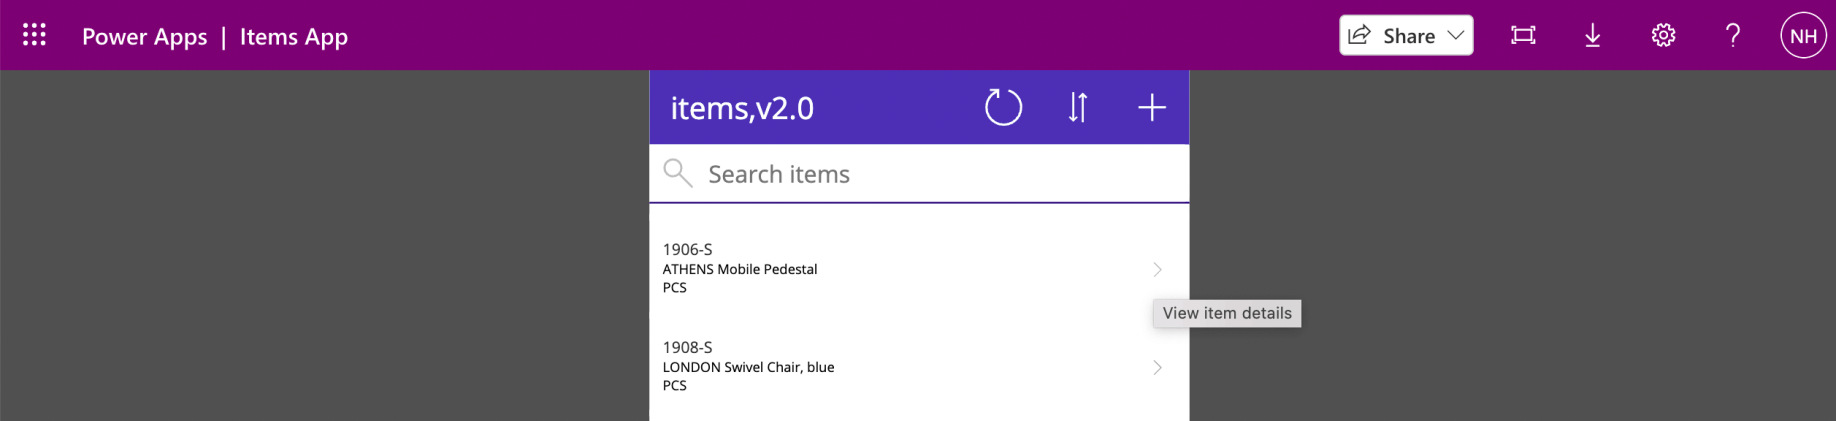 Power Apps | Items App
Share
?
NH
items,v2.0
Search items
1906-S
ATHENS Mobile Pedestal
PCS
View item details
1908-S
LONDON Swivel Chair, blue
PCS